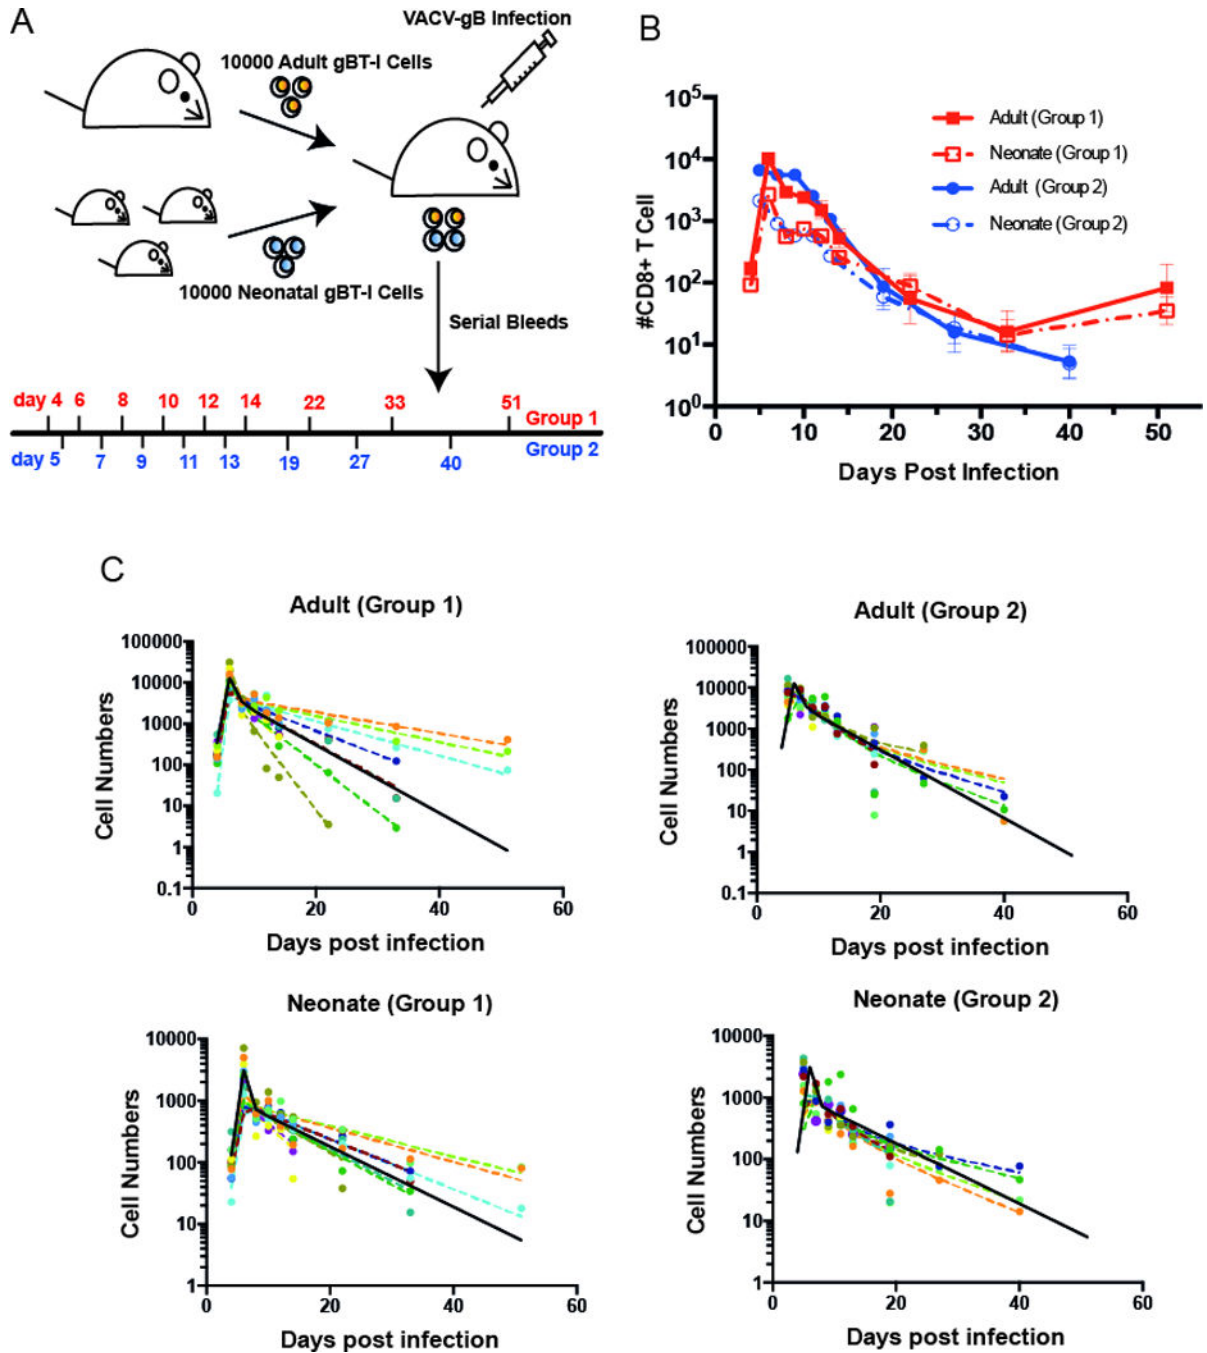 A
VACV-gB Infection
10000 Adult gBT-I Cells
10000 Neonatal gBT-I Cells
Serial Bleeds
day 4 6 8 10 12 14 22 33 51 Group 1
day 5 7 9 11 13 19 27 40 Group 2
B
#CD8+ T Cell
10^5
10^4
10^3
10^2
10^1
10^0
0 10 20 30 40 50
Days Post Infection
Adult (Group 1)
Neonate (Group 1)
Adult (Group 2)
Neonate (Group 2)
C
Adult (Group 1)
Cell Numbers
100000
10000
1000
100
10
1
0.1
0 20 40 60
Days post infection
Adult (Group 2)
Cell Numbers
100000
10000
1000
100
10
1
0.1
0 20 40 60
Days post infection
Neonate (Group 1)
Cell Numbers
10000
1000
100
10
1
0 20 40 60
Days post infection
Neonate (Group 2)
Cell Numbers
10000
1000
100
10
1
0 20 40 60
Days post infection